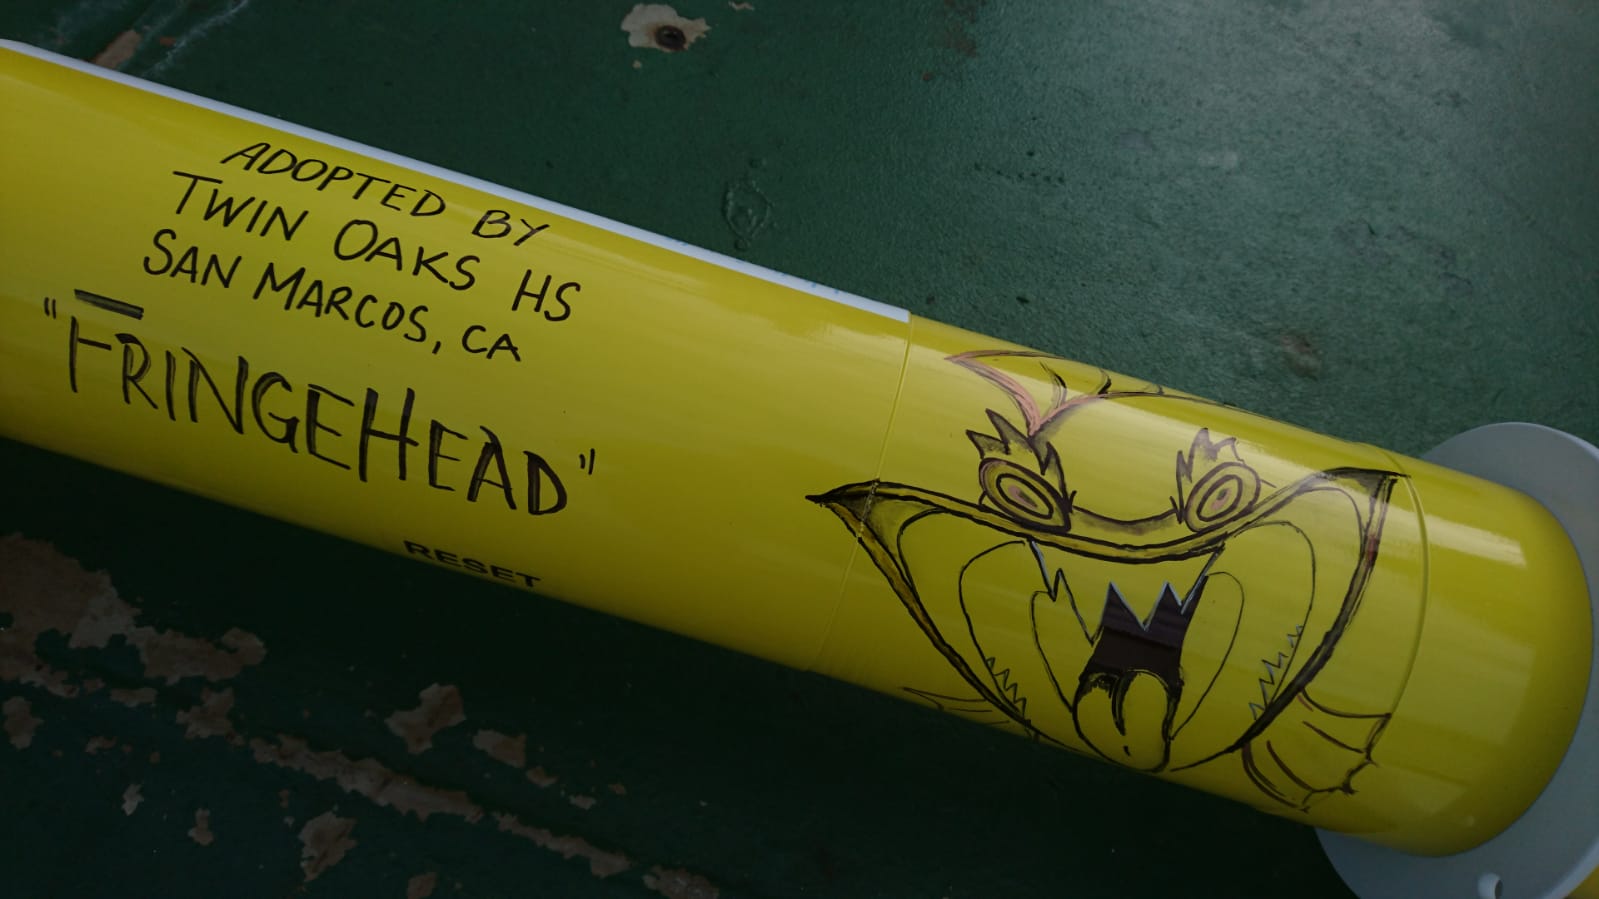 ADOPTED BY
TWIN OAKS HS
SAN MARCOS, CA
"FRINGEHEAD"
RESET